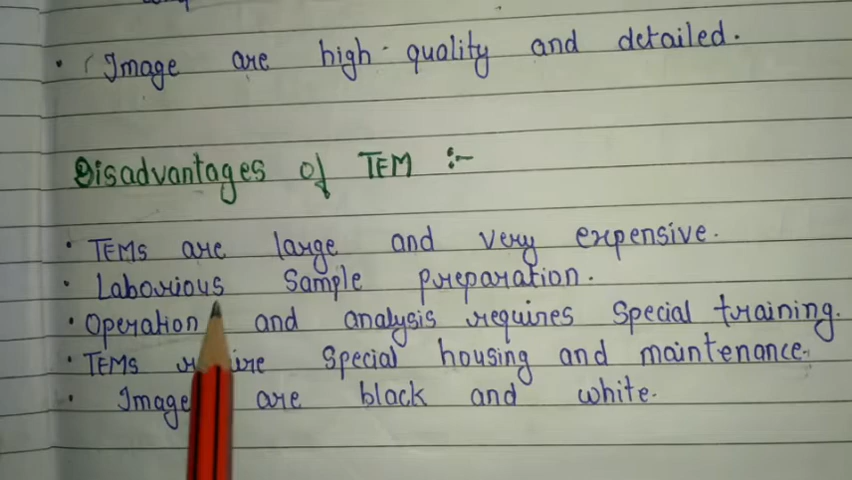 • Image are high quality and detailed.
Disadvantages of TEM :-
• TEMs are large and very expensive.
• Laborious Sample preparation.
• Operation and analysis requires Special training.
• TEMs require Special housing and maintenance.
• Image are black and white.